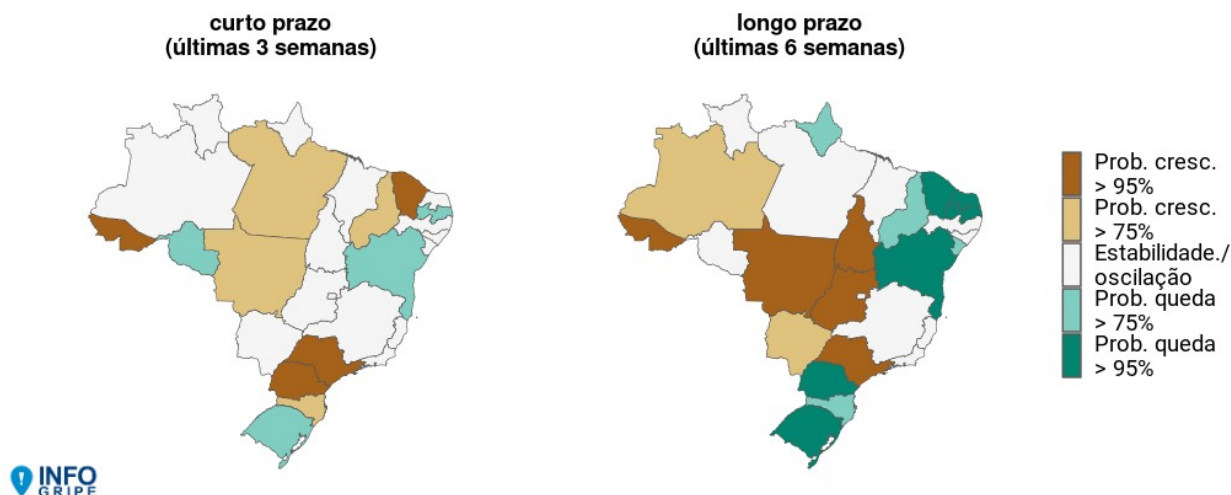 curto prazo
(últimas 3 semanas)
longo prazo
(últimas 6 semanas)
Prob. cresc.
> 95%
Prob. cresc.
> 75%
Estabilidade./
oscilação
Prob. queda
> 75%
Prob. queda
> 95%
INFO
GRIPE